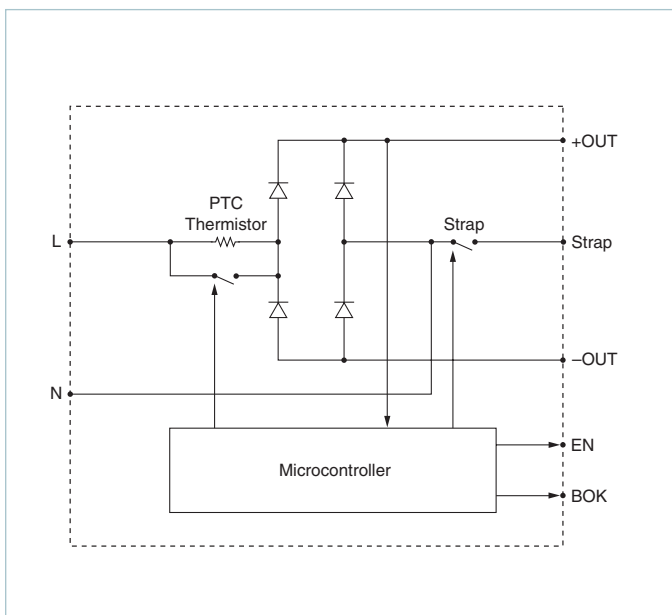 +OUT
PTC
Thermistor
Strap
L
Strap
–OUT
N
EN
Microcontroller
BOK